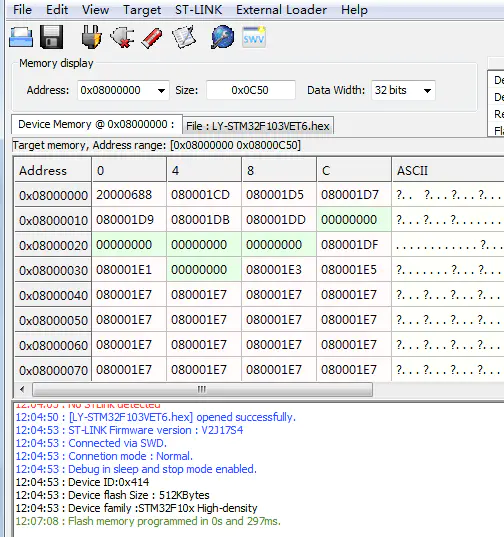 File Edit View Target ST-LINK External Loader Help
SWV
Memory display
Address: 0x08000000 Size: 0x0C50 Data Width: 32 bits
Device Memory @ 0x08000000 : File : LY-STM32F103VET6.hex
Target memory, Address range: [0x08000000 0x08000C50]
Address 0 4 8 C ASCII
0x08000000 20000688 080001CD 080001D5 080001D7 ?.. ?...?...?...
0x08000010 080001D9 080001DB 080001DD 00000000 ?...?...?.......
0x08000020 00000000 00000000 00000000 080001DF ............?...
0x08000030 080001E1 00000000 080001E3 080001E5 ?.......?...?...
0x08000040 080001E7 080001E7 080001E7 080001E7 ?...?...?...?...
0x08000050 080001E7 080001E7 080001E7 080001E7 ?...?...?...?...
0x08000060 080001E7 080001E7 080001E7 080001E7 ?...?...?...?...
0x08000070 080001E7 080001E7 080001E7 080001E7 ?...?...?...?...
12:04:05 : No STLink detected
12:04:50 : [LY-STM32F103VET6.hex] opened successfully.
12:04:53 : ST-LINK Firmware version : V2J17S4
12:04:53 : Connected via SWD.
12:04:53 : Connetion mode : Normal.
12:04:53 : Debug in sleep and stop mode enabled.
12:04:53 : Device ID:0x414
12:04:53 : Device flash Size : 512KBytes
12:04:53 : Device family :STM32F10x High-density
12:07:08 : Flash memory programmed in 0s and 297ms.